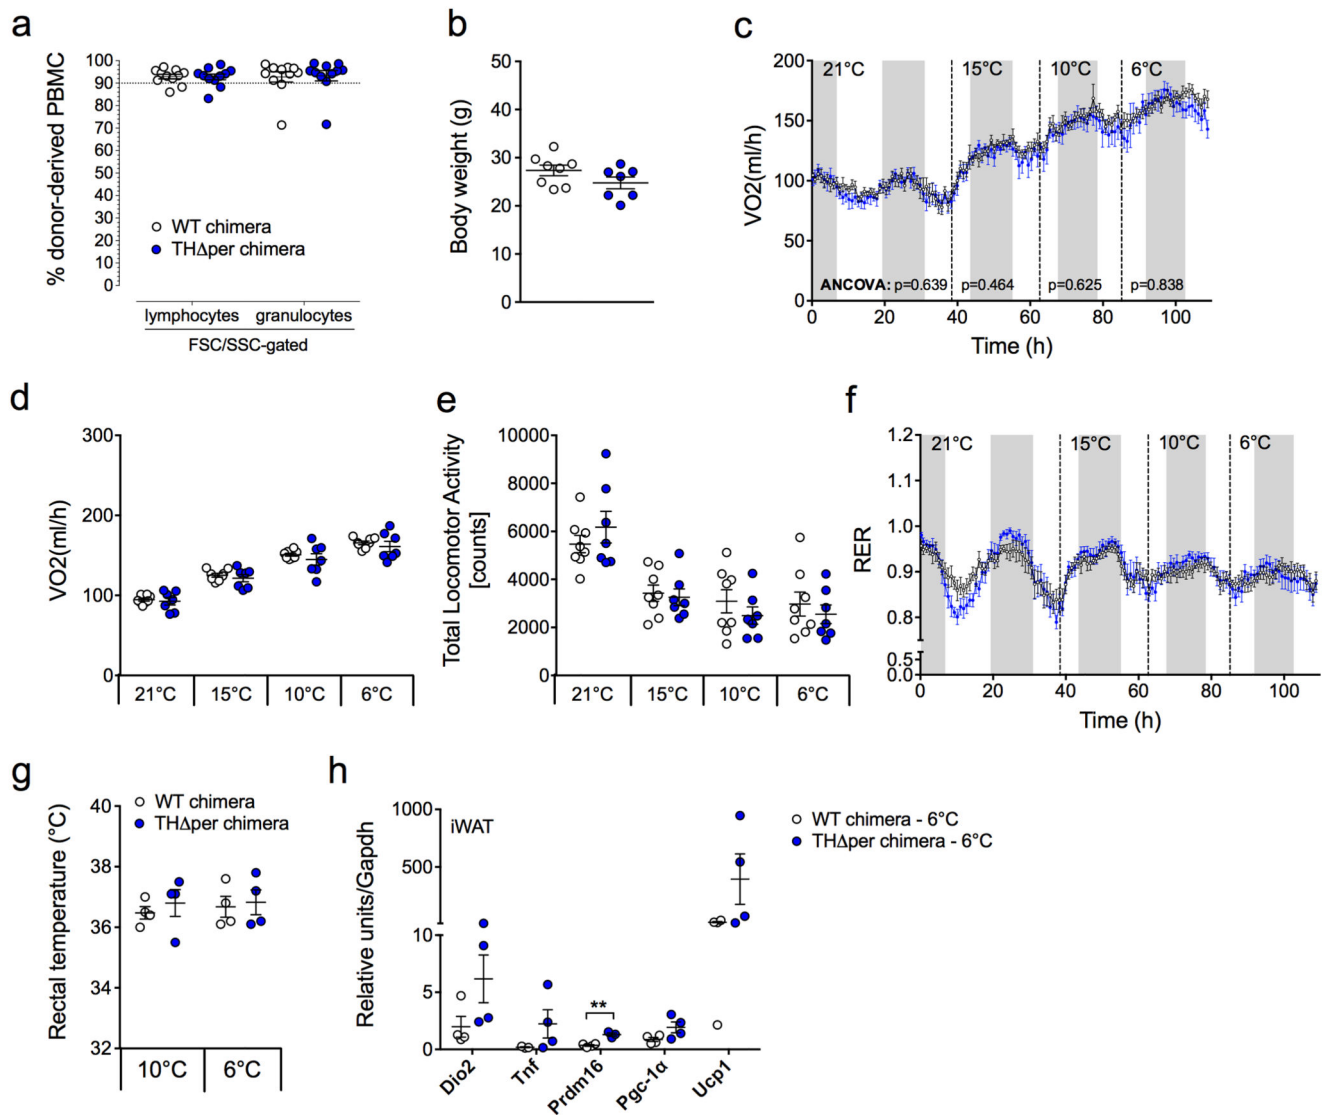 a
% donor-derived PBMC
100
90
80
70
60
50
40
30
20
10
0
WT chimera
THΔper chimera
lymphocytes granulocytes
FSC/SSC-gated
b
Body weight (g)
50
40
30
20
10
0
c
VO2(ml/h)
200
150
100
50
0
21°C 15°C 10°C 6°C
ANCOVA: p=0.639 p=0.464 p=0.625 p=0.838
0 20 40 60 80 100
Time (h)
d
VO2(ml/h)
300
200
100
0
21°C 15°C 10°C 6°C
e
Total Locomotor Activity
[counts]
10000
8000
6000
4000
2000
0
21°C 15°C 10°C 6°C
f
RER
1.2
1.0
0.8
0.5
0.0
21°C 15°C 10°C 6°C
0 20 40 60 80 100
Time (h)
g
Rectal temperature (°C)
40
38
36
34
32
WT chimera
THΔper chimera
10°C 6°C
h
Relative units/Gapdh
1000
500
10
5
0
iWAT
**
Dio2 Tnf Prdm16 Pgc-1α Ucp1
WT chimera - 6°C
THΔper chimera - 6°C